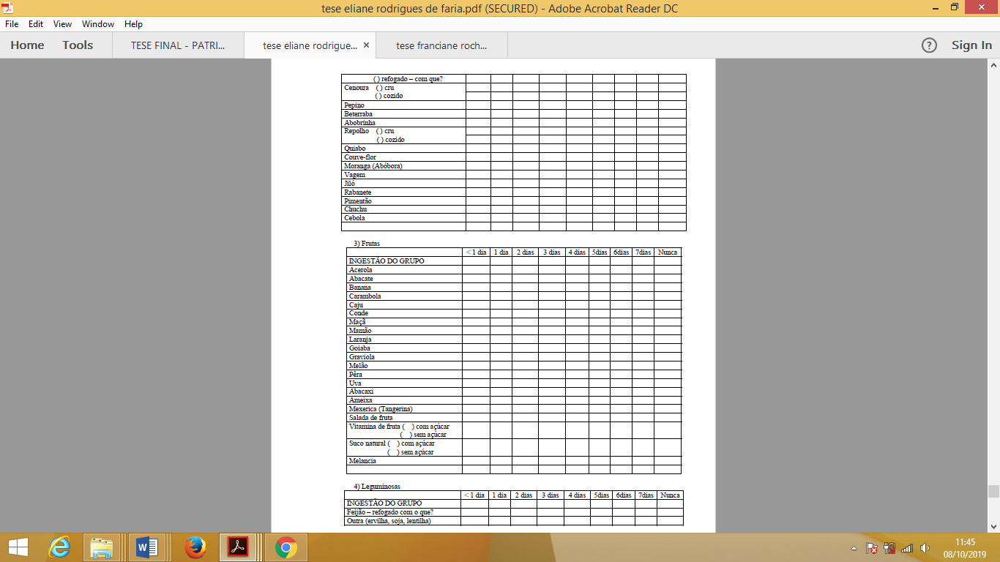 tese eliane rodrigues de faria.pdf (SECURED) - Adobe Acrobat Reader DC
File Edit View Window Help
Home Tools TESE FINAL - PATRI... tese eliane rodrigue... × tese franciane roch... ? Sign In
( ) refogado – com que?
Cenoura ( ) cru
( ) cozido
Pepino
Beterraba
Abobrinha
Repolho ( ) cru
( ) cozido
Quiabo
Couve-flor
Moranga (Abóbora)
Vagem
Jiló
Rabanete
Pimentão
Chuchu
Cebola
3) Frutas
< 1 dia 1 dia 2 dias 3 dias 4 dias 5dias 6dias 7dias Nunca
INGESTÃO DO GRUPO
Acerola
Abacate
Banana
Carambola
Caju
Conde
Maçã
Mamão
Laranja
Goiaba
Graviola
Melão
Pêra
Uva
Abacaxi
Ameixa
Mexerica (Tangerina)
Salada de fruta
Vitamina de fruta ( ) com açúcar
( ) sem açúcar
Suco natural ( ) com açúcar
( ) sem açúcar
Melancia
4) Leguminosas
< 1 dia 1 dia 2 dias 3 dias 4 dias 5dias 6dias 7dias Nunca
INGESTÃO DO GRUPO
Feijão – refogado com o que?
Outra (ervilha, soja, lentilha)
11:45
08/10/2019